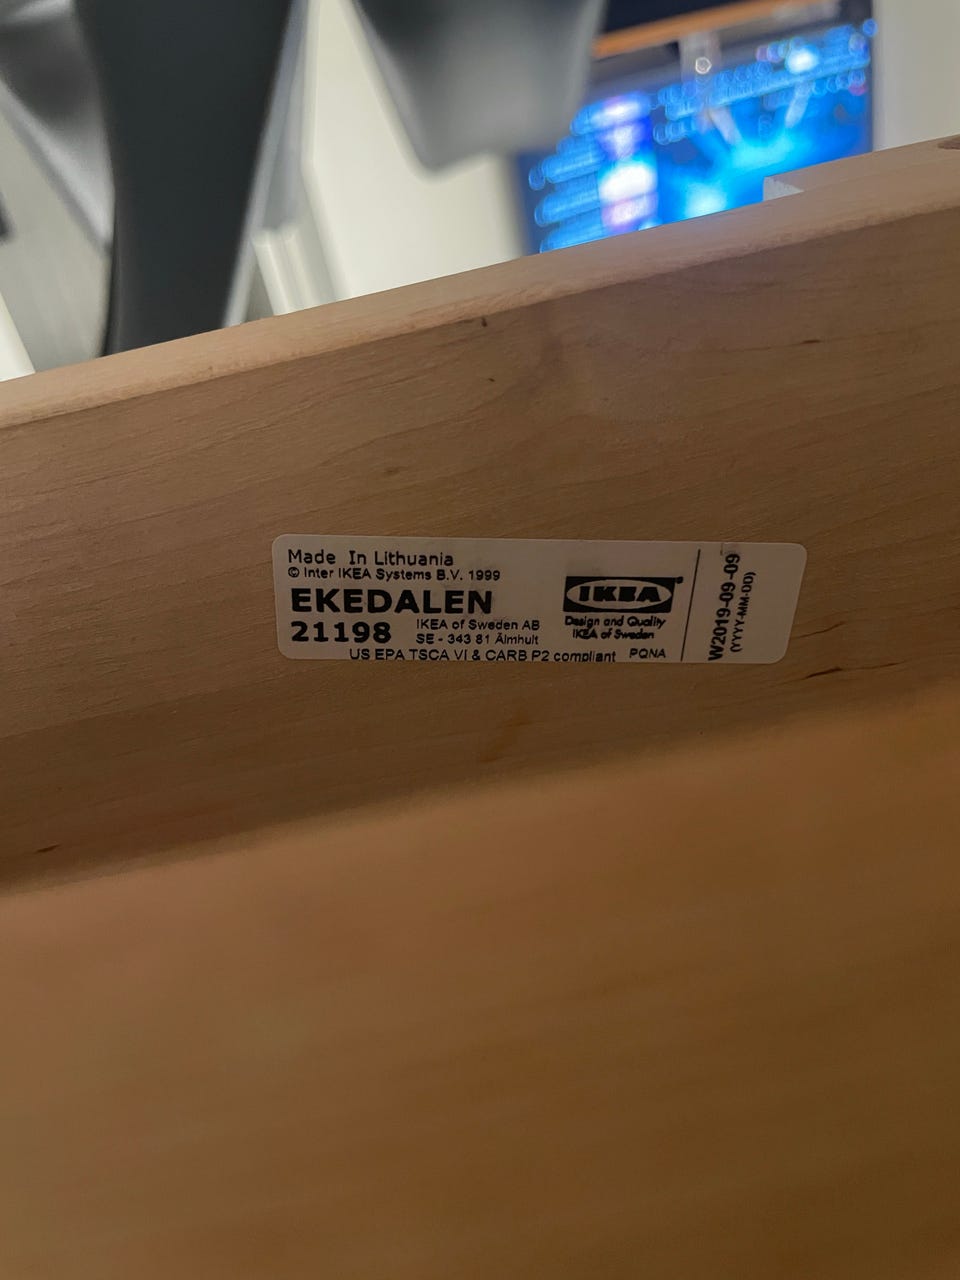 Made In Lithuania
© Inter IKEA Systems B.V. 1999
EKEDALEN
21198
IKEA of Sweden AB
SE - 343 81 Älmhult
US EPA TSCA VI & CARB P2 compliant PQNA
IKEA®
Design and Quality
IKEA of Sweden
W2019-09-09
(YYYY-MM-DD)